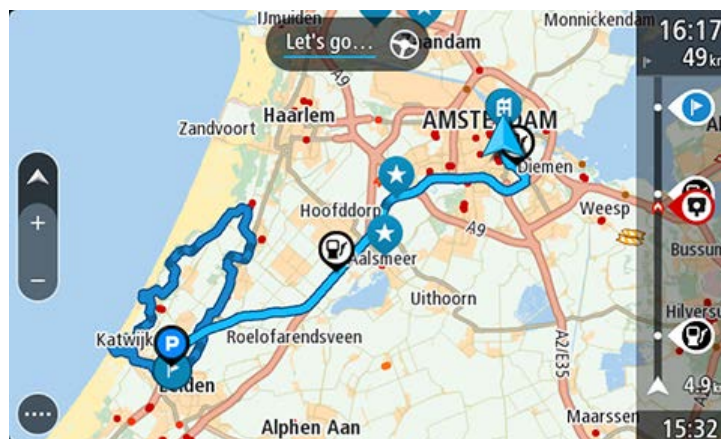 IJmuiden
Monnickendam
16:17
Let's go...
49 km
Haarlem
A9
AMSTERDAM
Zandvoort
Diemen
Hoofddorp
Weesp
A9
Aalsmeer
Bussum
Uithoorn
Katwijk
Roelofarendsveen
A2/E35
Leiden
4.9
Alphen Aan
Maarssen
15:32